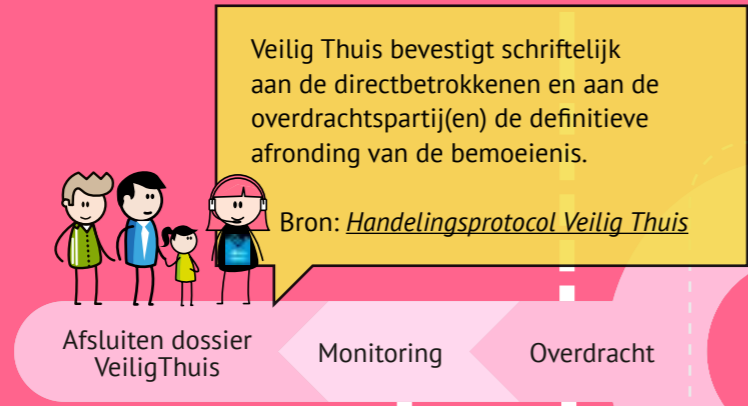 Veilig Thuis bevestigt schriftelijk
aan de directbetrokkenen en aan de
overdrachtspartij(en) de definitieve
afronding van de bemoeienis.
Bron: Handelingsprotocol Veilig Thuis
Afsluiten dossier
VeiligThuis
Monitoring
Overdracht